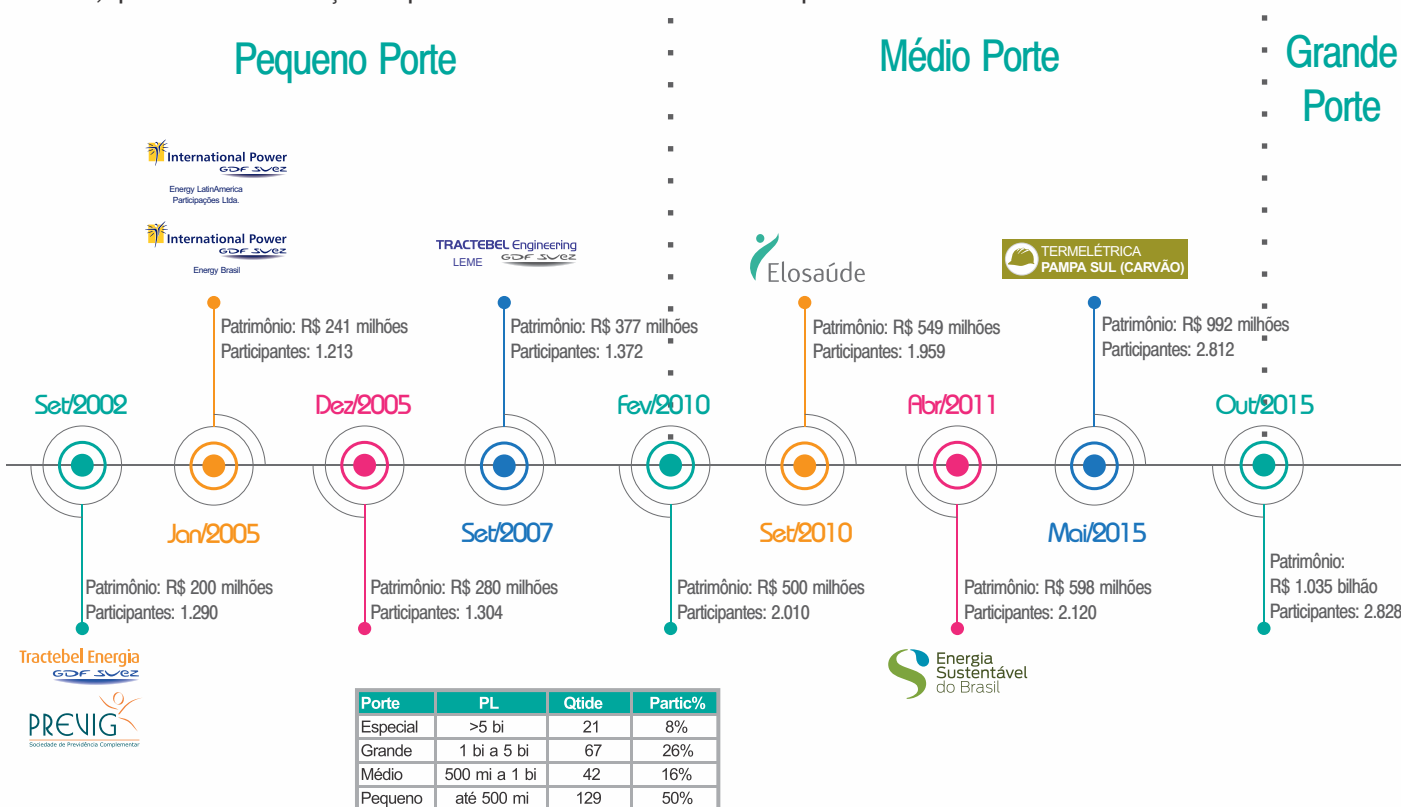 Pequeno Porte
Médio Porte
Grande
Porte
International Power
GDF SUEZ
Energy LatinAmerica
Participações Ltda.
International Power
GDF SUEZ
Energy Brasil
TRACTEBEL Engineering
LEME GDF SUEZ
Elosaúde
TERMELÉTRICA
PAMPA SUL (CARVÃO)
Patrimônio: R$ 241 milhões
Participantes: 1.213
Patrimônio: R$ 377 milhões
Participantes: 1.372
Patrimônio: R$ 549 milhões
Participantes: 1.959
Patrimônio: R$ 992 milhões
Participantes: 2.812
Set/2002
Dez/2005
Fev/2010
Abr/2011
Out/2015
Jan/2005
Set/2007
Set/2010
Mai/2015
Patrimônio: R$ 200 milhões
Participantes: 1.290
Patrimônio: R$ 280 milhões
Participantes: 1.304
Patrimônio: R$ 500 milhões
Participantes: 2.010
Patrimônio: R$ 598 milhões
Participantes: 2.120
Patrimônio:
R$ 1.035 bilhão
Participantes: 2.828
Tractebel Energia
GDF SUEZ
PREVIG
Sociedade de Previdência Complementar
Energia
Sustentável
do Brasil
Porte PL Qtide Partic%
Especial >5 bi 21 8%
Grande 1 bi a 5 bi 67 26%
Médio 500 mi a 1 bi 42 16%
Pequeno até 500 mi 129 50%